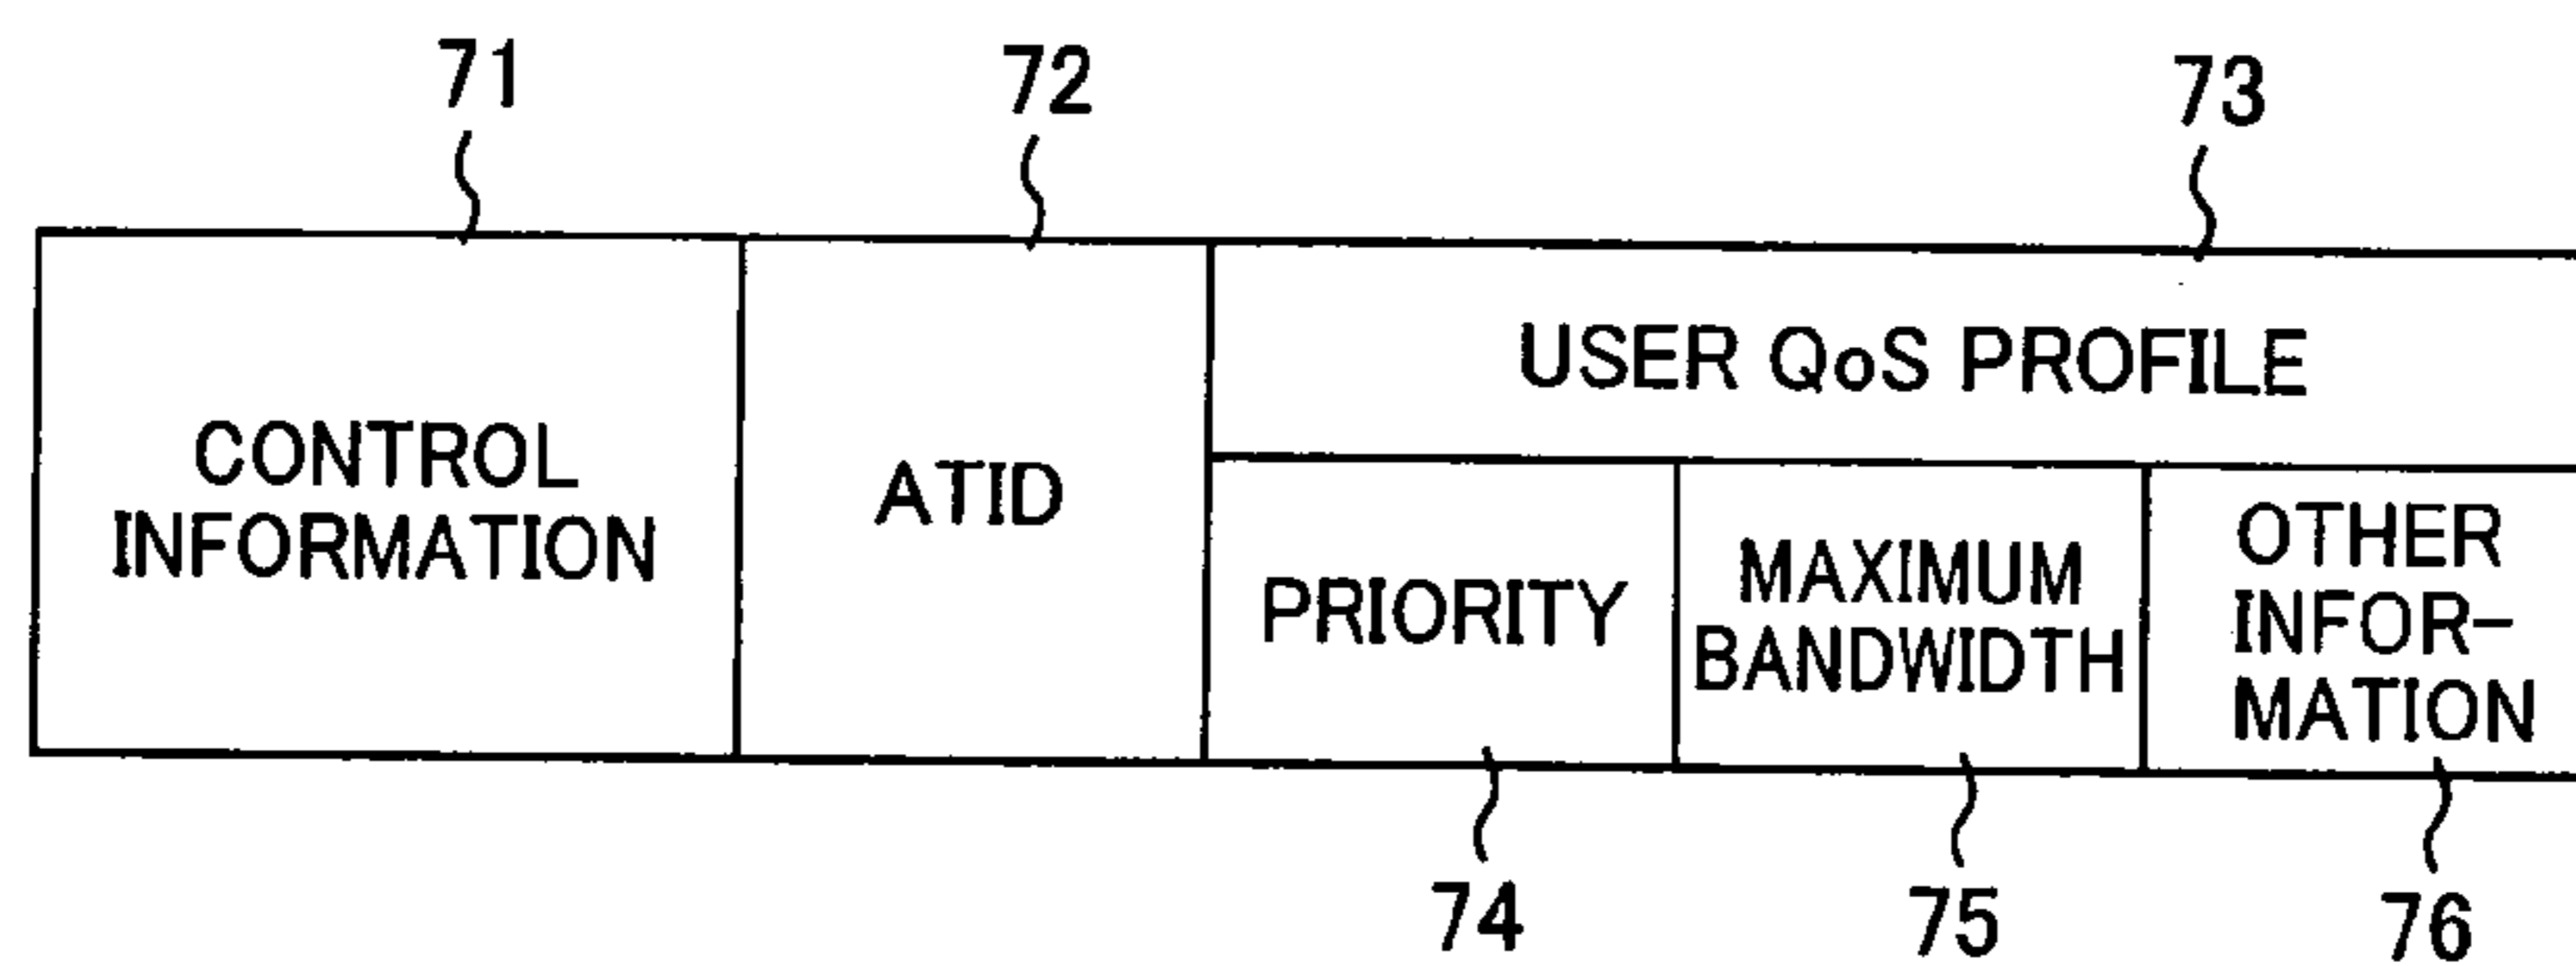 71
72
73
CONTROL
INFORMATION
ATID
USER QoS PROFILE
PRIORITY
MAXIMUM
BANDWIDTH
OTHER
INFOR-
MATION
74
75
76